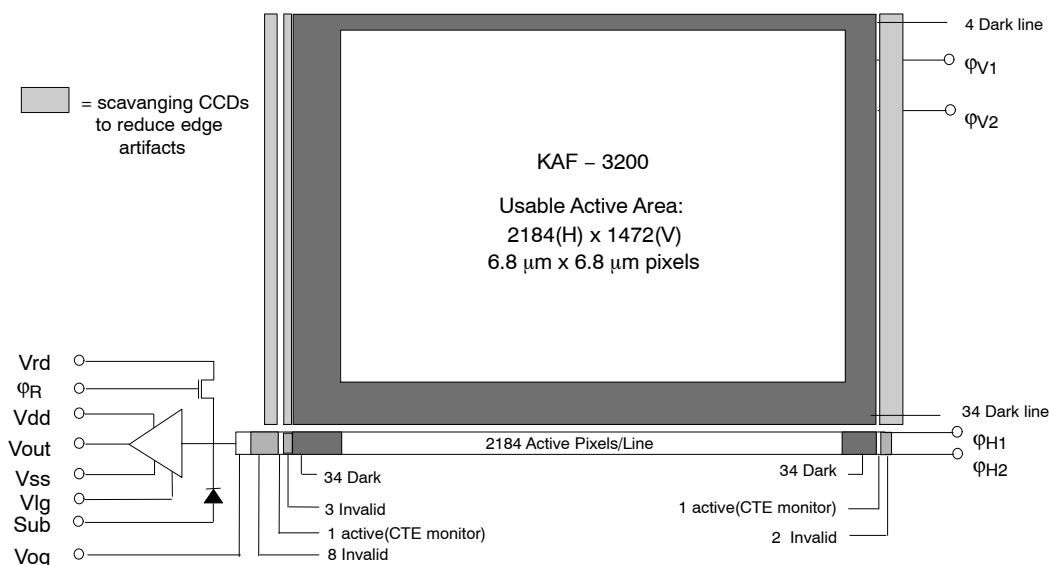 4 Dark line
φV1
φV2
= scavanging CCDs
to reduce edge
artifacts
KAF – 3200
Usable Active Area:
2184(H) x 1472(V)
6.8 μm x 6.8 μm pixels
Vrd
φR
Vdd
Vout
Vss
Vlg
Sub
Vog
34 Dark line
2184 Active Pixels/Line
φH1
φH2
34 Dark
34 Dark
3 Invalid
1 active(CTE monitor)
1 active(CTE monitor)
8 Invalid
2 Invalid